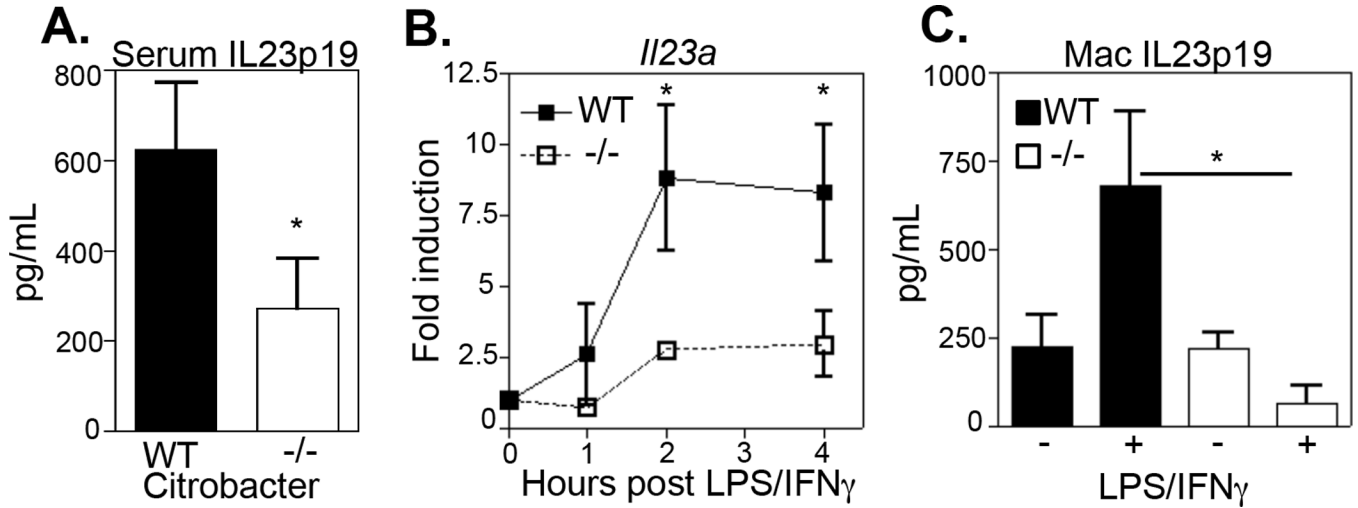 A.
Serum IL23p19
800
600
400
200
0
pg/mL
*
WT -/-
Citrobacter
B.
Il23a
12.5
10
7.5
5
2.5
0
Fold induction
WT
-/-
* *
0 1 2 3 4
Hours post LPS/IFNγ
C.
Mac IL23p19
1000
750
500
250
0
pg/mL
WT
-/-
*
- + - +
LPS/IFNγ